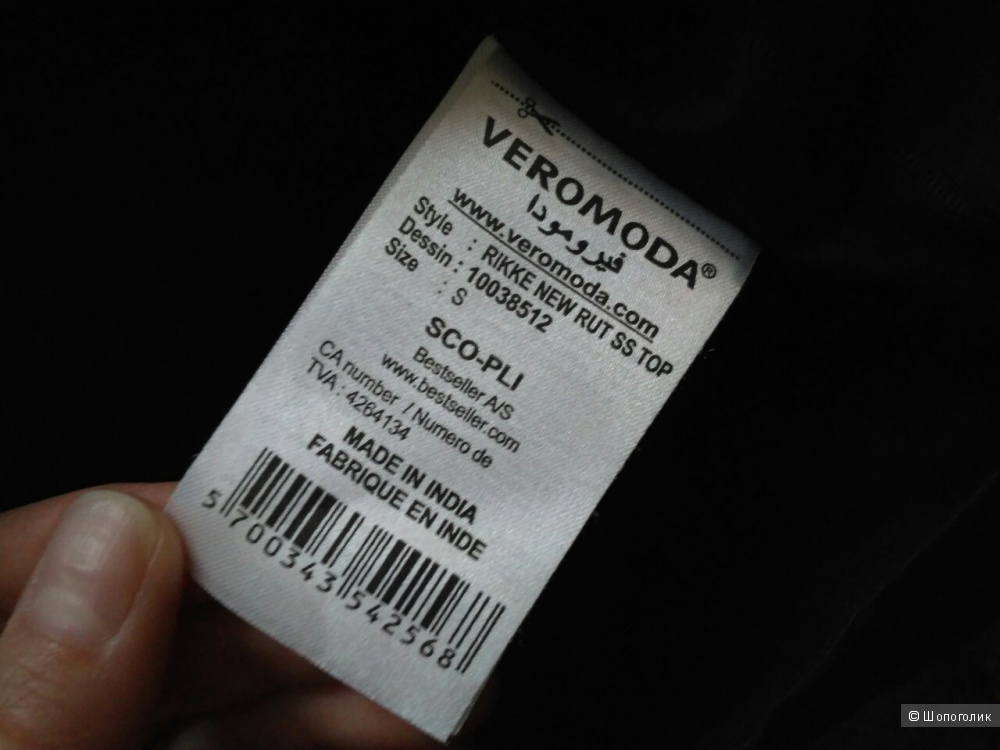 VEROMODA®
فيرومودا
www.veromoda.com
Style : RIKKE NEW RUT SS TOP
Dessin : 10038512
Size : S
SCO-PLI
Bestseller A/S
www.bestseller.com
CA number / Numero de
TVA : 4264134
MADE IN INDIA
FABRIQUE EN INDE
5 700343 542568
© Шопоголик